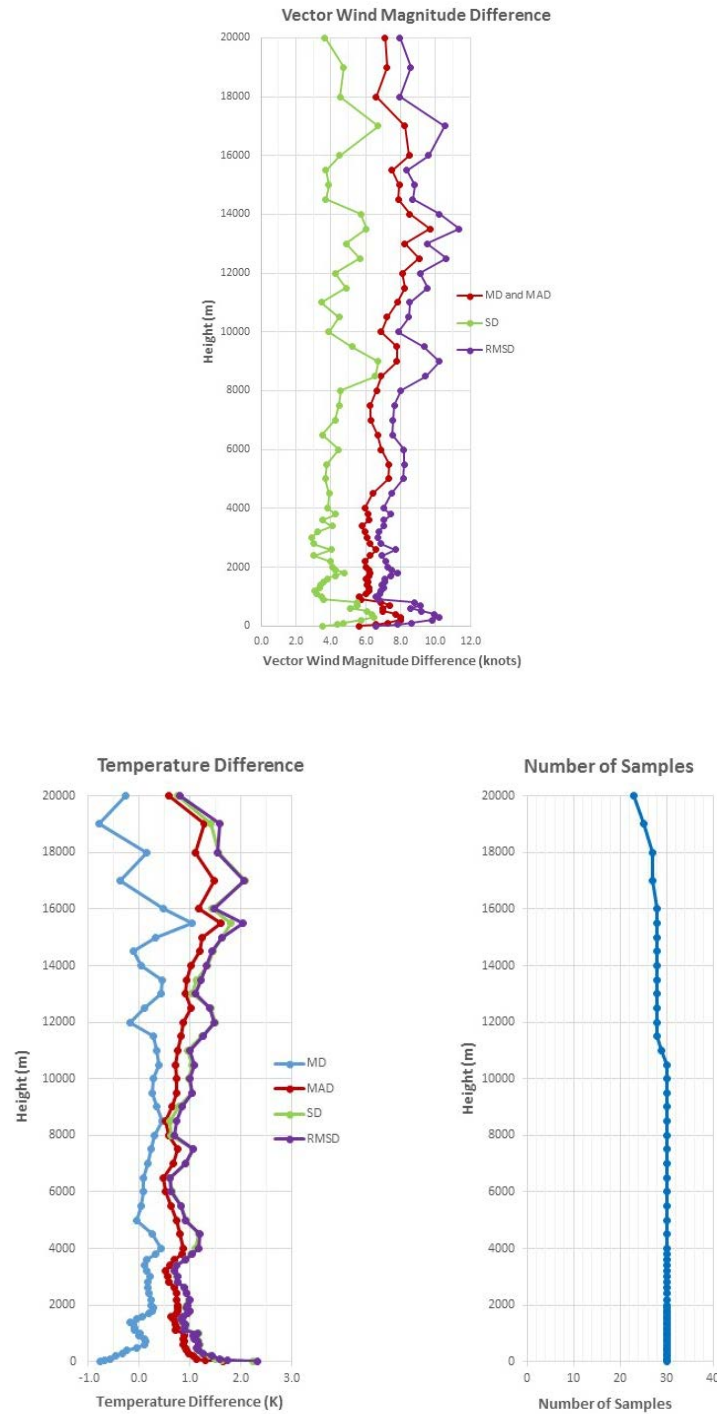 Vector Wind Magnitude Difference
20000
18000
16000
14000
12000
10000
8000
6000
4000
2000
0
Height (m)
MD and MAD
SD
RMSD
0.0 2.0 4.0 6.0 8.0 10.0 12.0
Vector Wind Magnitude Difference (knots)
Temperature Difference
20000
18000
16000
14000
12000
10000
8000
6000
4000
2000
0
Height (m)
MD
MAD
SD
RMSD
-1.0 0.0 1.0 2.0 3.0
Temperature Difference (K)
Number of Samples
20000
18000
16000
14000
12000
10000
8000
6000
4000
2000
0
Height (m)
0 10 20 30 40
Number of Samples